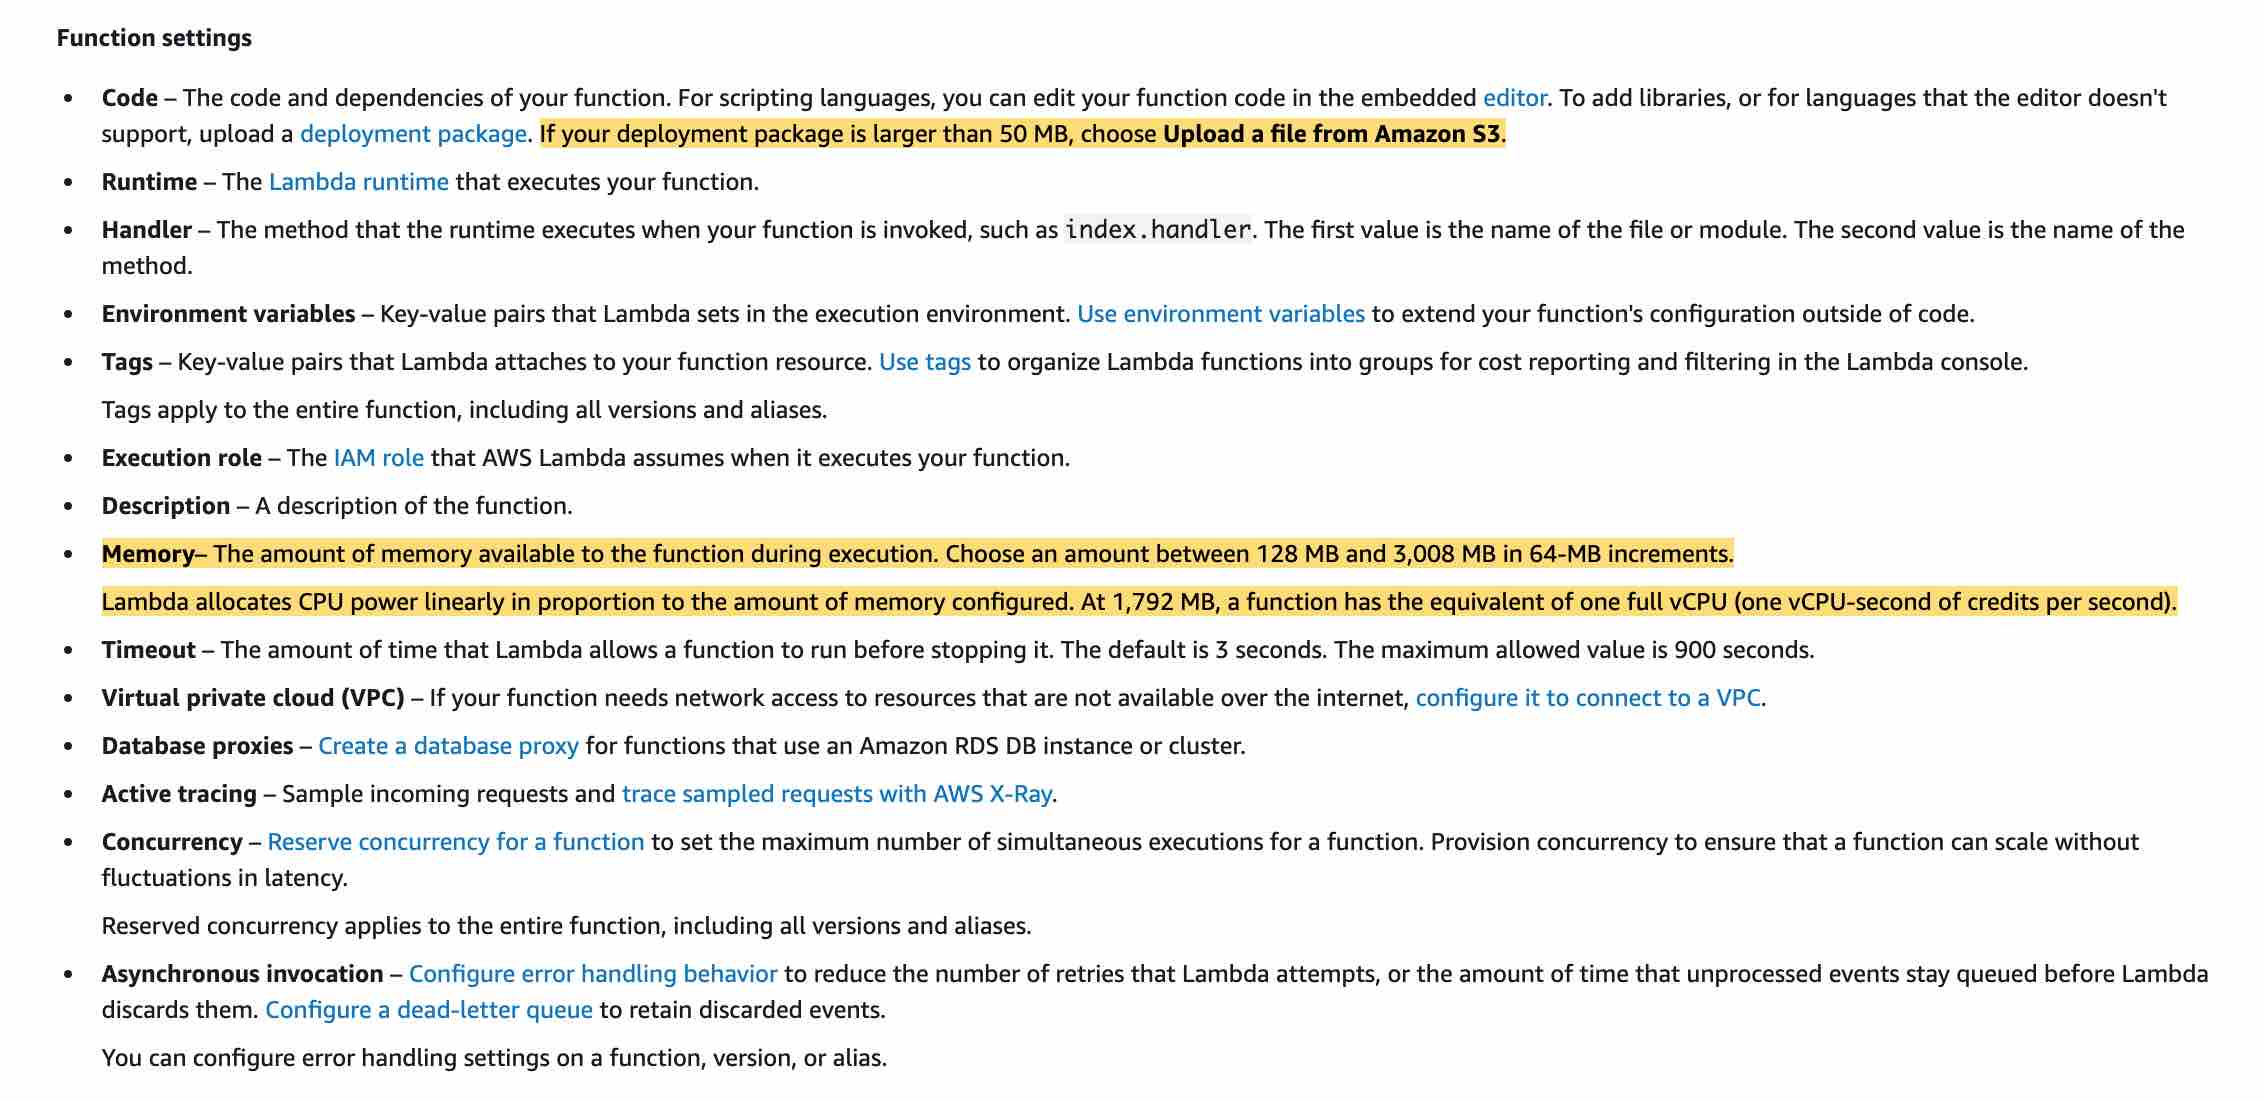 Function settings
• Code – The code and dependencies of your function. For scripting languages, you can edit your function code in the embedded editor. To add libraries, or for languages that the editor doesn't
support, upload a deployment package. If your deployment package is larger than 50 MB, choose Upload a file from Amazon S3.
• Runtime – The Lambda runtime that executes your function.
• Handler – The method that the runtime executes when your function is invoked, such as index.handler. The first value is the name of the file or module. The second value is the name of the
method.
• Environment variables – Key-value pairs that Lambda sets in the execution environment. Use environment variables to extend your function's configuration outside of code.
• Tags – Key-value pairs that Lambda attaches to your function resource. Use tags to organize Lambda functions into groups for cost reporting and filtering in the Lambda console.
Tags apply to the entire function, including all versions and aliases.
• Execution role – The IAM role that AWS Lambda assumes when it executes your function.
• Description – A description of the function.
• Memory– The amount of memory available to the function during execution. Choose an amount between 128 MB and 3,008 MB in 64-MB increments.
Lambda allocates CPU power linearly in proportion to the amount of memory configured. At 1,792 MB, a function has the equivalent of one full vCPU (one vCPU-second of credits per second).
• Timeout – The amount of time that Lambda allows a function to run before stopping it. The default is 3 seconds. The maximum allowed value is 900 seconds.
• Virtual private cloud (VPC) – If your function needs network access to resources that are not available over the internet, configure it to connect to a VPC.
• Database proxies – Create a database proxy for functions that use an Amazon RDS DB instance or cluster.
• Active tracing – Sample incoming requests and trace sampled requests with AWS X-Ray.
• Concurrency – Reserve concurrency for a function to set the maximum number of simultaneous executions for a function. Provision concurrency to ensure that a function can scale without
fluctuations in latency.
Reserved concurrency applies to the entire function, including all versions and aliases.
• Asynchronous invocation – Configure error handling behavior to reduce the number of retries that Lambda attempts, or the amount of time that unprocessed events stay queued before Lambda
discards them. Configure a dead-letter queue to retain discarded events.
You can configure error handling settings on a function, version, or alias.